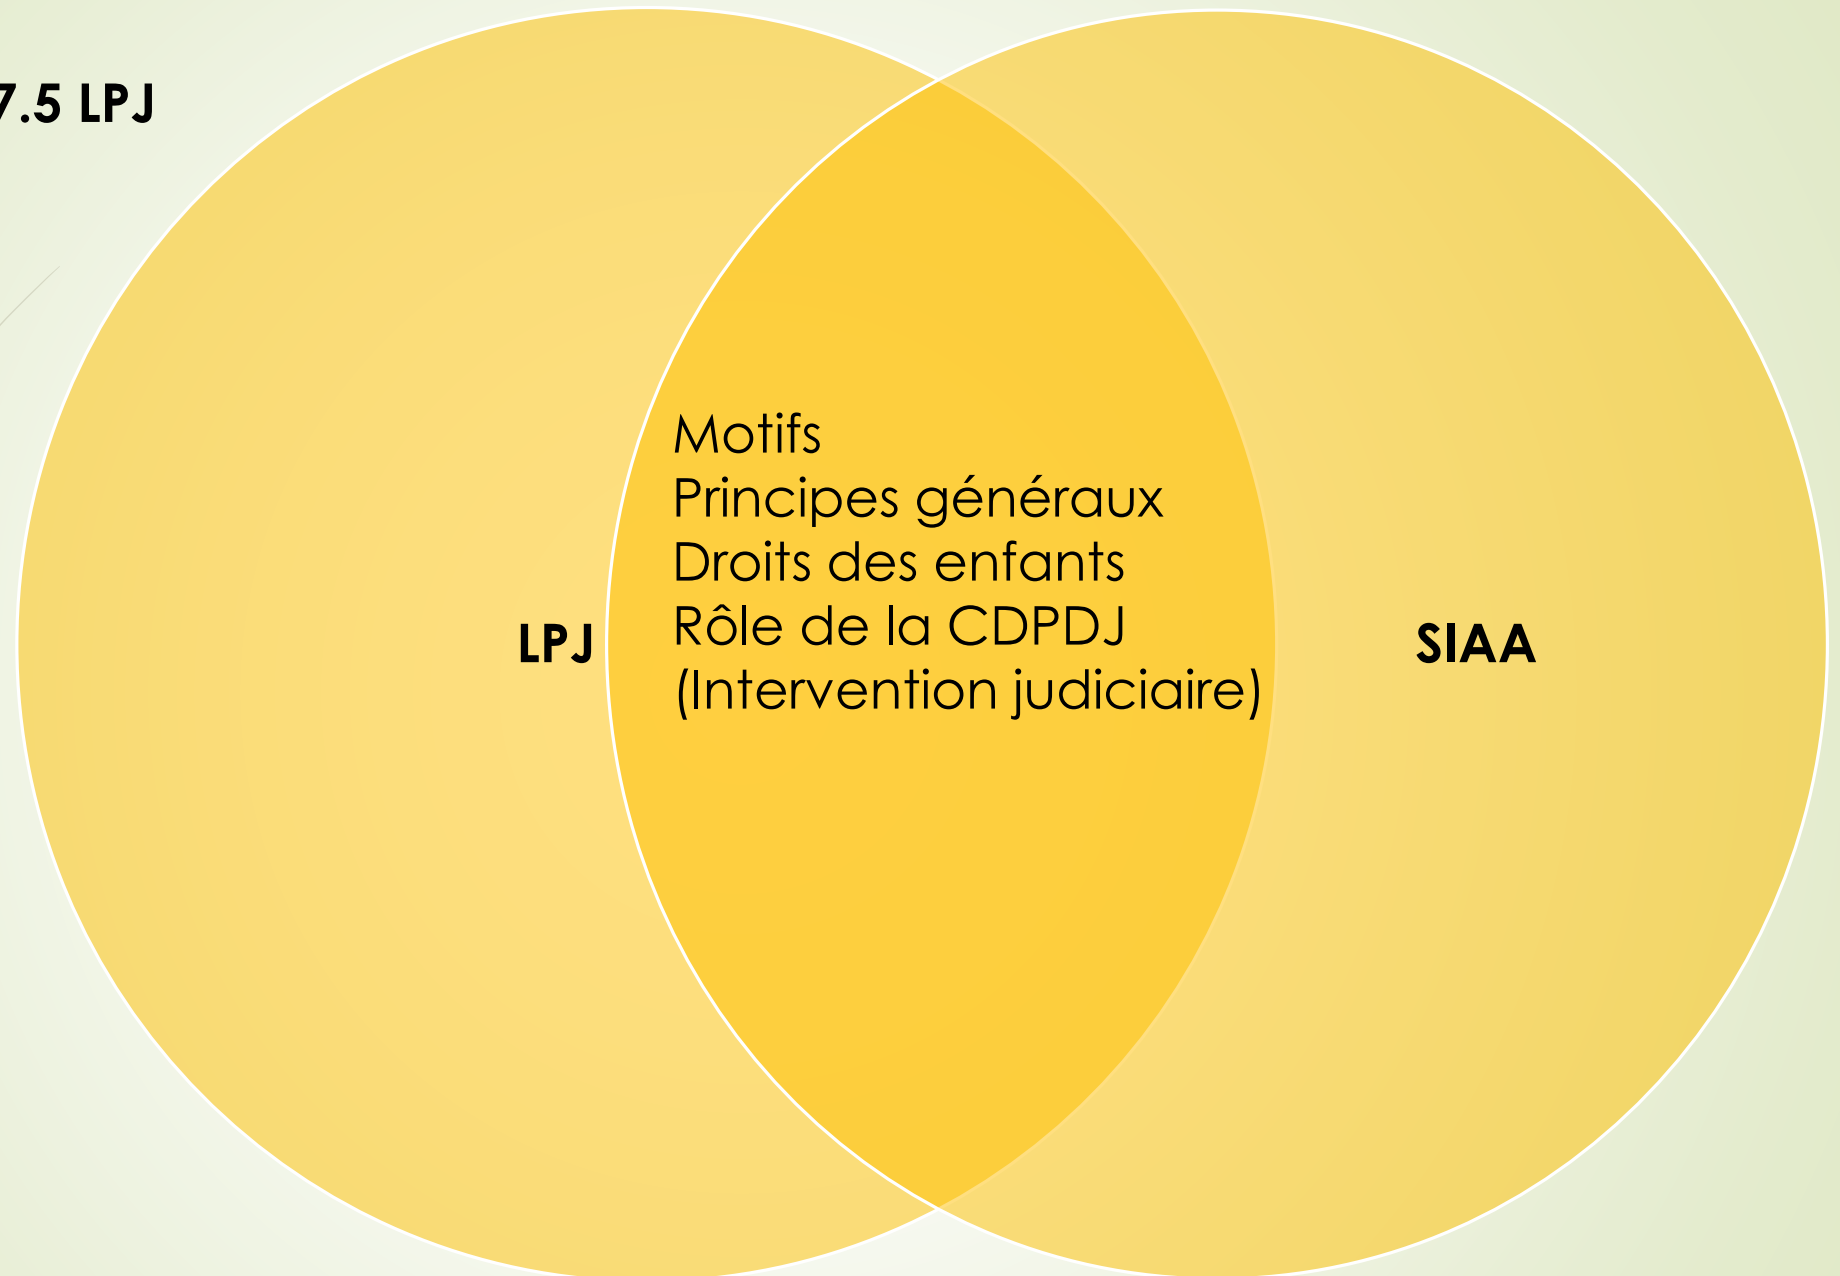 7.5 LPJ
Motifs
Principes généraux
Droits des enfants
Rôle de la CDPDJ
(Intervention judiciaire)
LPJ
SIAA